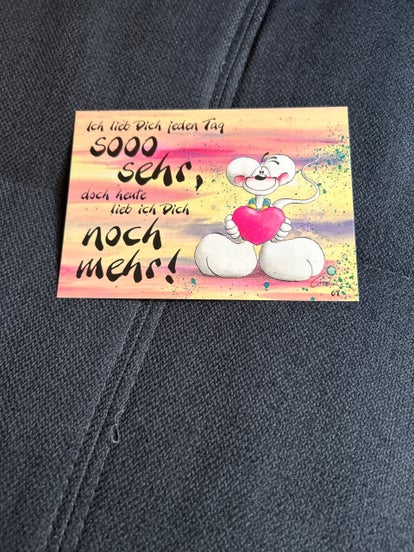 Ich lieb Dich jeden Tag
sooo
sehr,
doch heute
lieb ich Dich
noch
mehr!